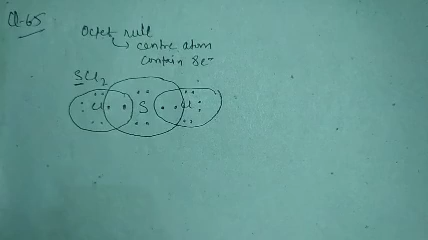 Q-65
Octet rule
↳ centre atom
contain 8e⁻
SCl₂
Cl S Cl